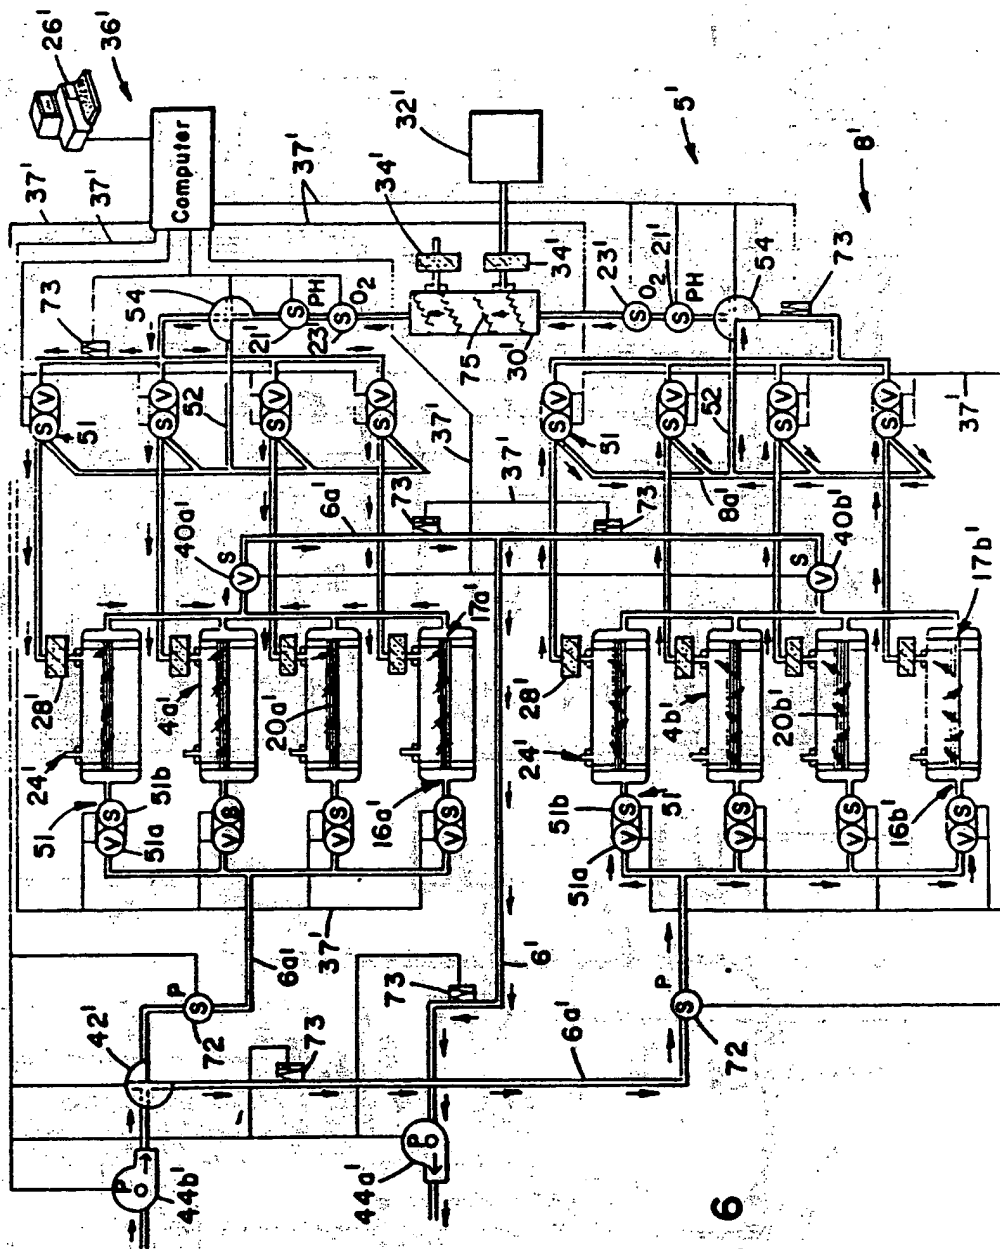 26'
36'
Computer
37'
37'
37'
32'
34'
34'
5'
8'
73
54
PH
21'
O2
23'
75
30'
23'
O2
21'
PH
54
73
V
S
V
S
V
S
V
S
V
S
V
S
V
S
V
S
51
52
37'
37'
51
52
8a'
37'
6a'
73
73
40a'
S
V
S
V
40b'
17a'
17b'
28'
4a'
20a'
28'
4b'
20b'
24'
24'
51
51b
51a
16a'
51b
51
51a
16b'
S
V
S
V
S
V
S
V
S
V
S
V
S
V
S
V
6a'
37'
73
6'
42'
P
S
72
73
6a'
P
S
72
P
44b'
P
44a'
6